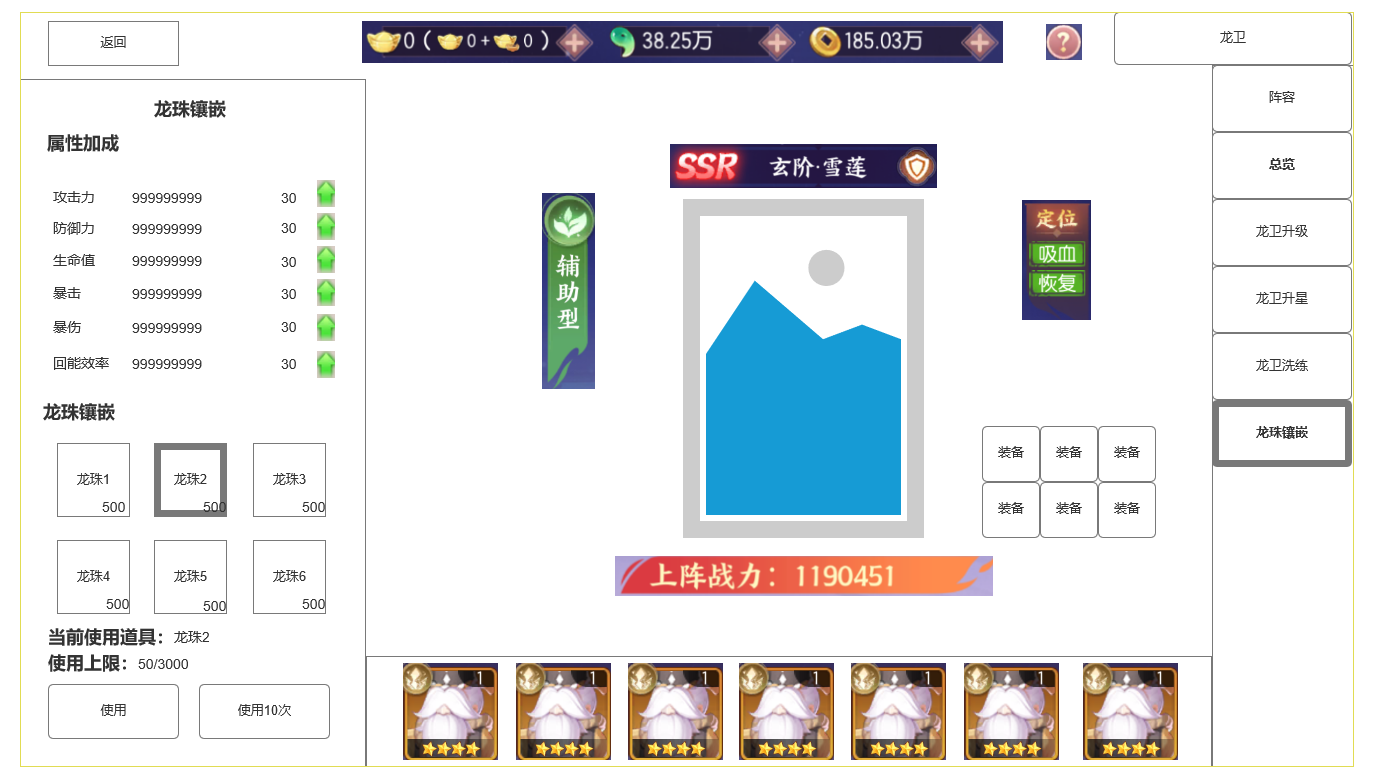 返回
0 ( 0 + 0 )
38.25万
185.03万
?
龙卫
龙珠镶嵌
属性加成
攻击力 999999999 30
防御力 999999999 30
生命值 999999999 30
暴击 999999999 30
暴伤 999999999 30
回能效率 999999999 30
龙珠镶嵌
龙珠1
500
龙珠2
500
龙珠3
500
龙珠4
500
龙珠5
500
龙珠6
500
当前使用道具: 龙珠2
使用上限: 50/3000
使用
使用10次
SSR 玄阶·雪莲
辅助型
定位
吸血
恢复
装备 装备 装备
装备 装备 装备
上阵战力: 1190451
1 1 1 1 1 1 1
阵容
总览
龙卫升级
龙卫升星
龙卫洗练
龙珠镶嵌